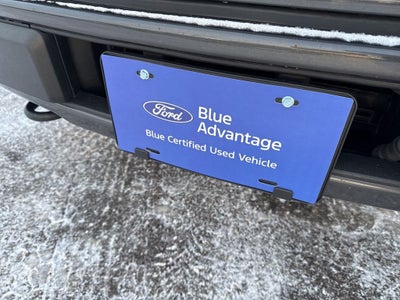 Ford
Blue
Advantage
Blue Certified Used Vehicle